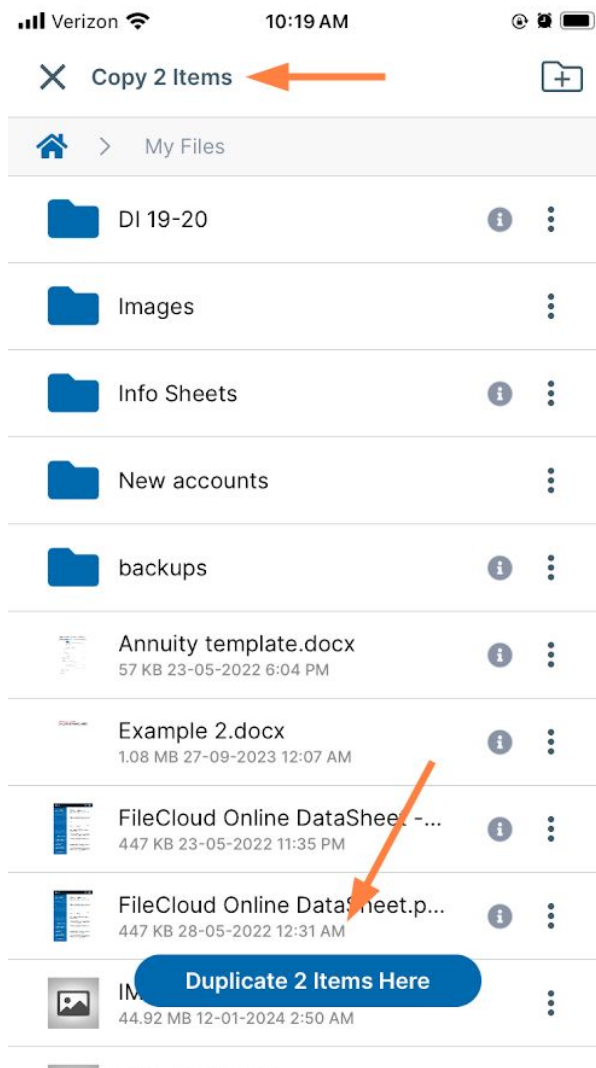 Verizon 10:19 AM
Copy 2 Items
My Files
DI 19-20
Images
Info Sheets
New accounts
backups
Annuity template.docx
57 KB 23-05-2022 6:04 PM
Example 2.docx
1.08 MB 27-09-2023 12:07 AM
FileCloud Online DataSheet -...
447 KB 23-05-2022 11:35 PM
FileCloud Online DataSheet.p...
447 KB 28-05-2022 12:31 AM
Duplicate 2 Items Here
44.92 MB 12-01-2024 2:50 AM